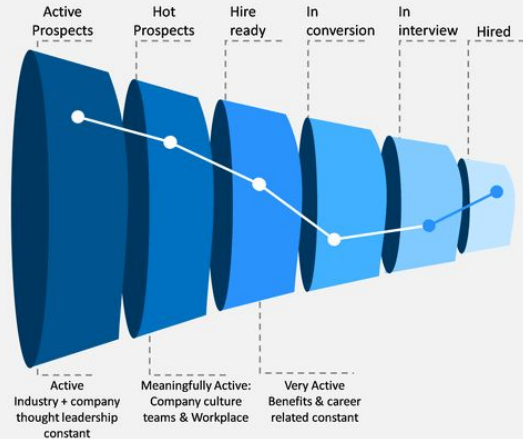 Active
Prospects
Hot
Prospects
Hire
ready
In
conversion
In
interview
Hired
Active
Industry + company
thought leadership
constant
Meaningfully Active:
Company culture
teams & Workplace
Very Active
Benefits & career
related constant